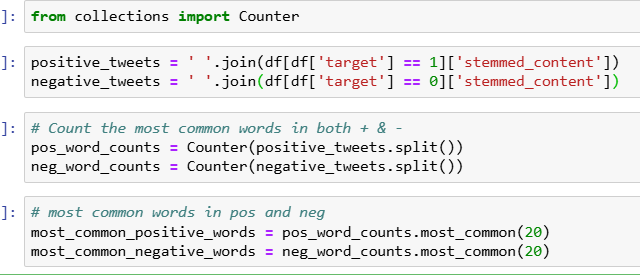 ]: from collections import Counter
]: positive_tweets = ' '.join(df[df['target'] == 1]['stemmed_content'])
negative_tweets = ' '.join(df[df['target'] == 0]['stemmed_content'])
]: # Count the most common words in both + & -
pos_word_counts = Counter(positive_tweets.split())
neg_word_counts = Counter(negative_tweets.split())
]: # most common words in pos and neg
most_common_positive_words = pos_word_counts.most_common(20)
most_common_negative_words = neg_word_counts.most_common(20)